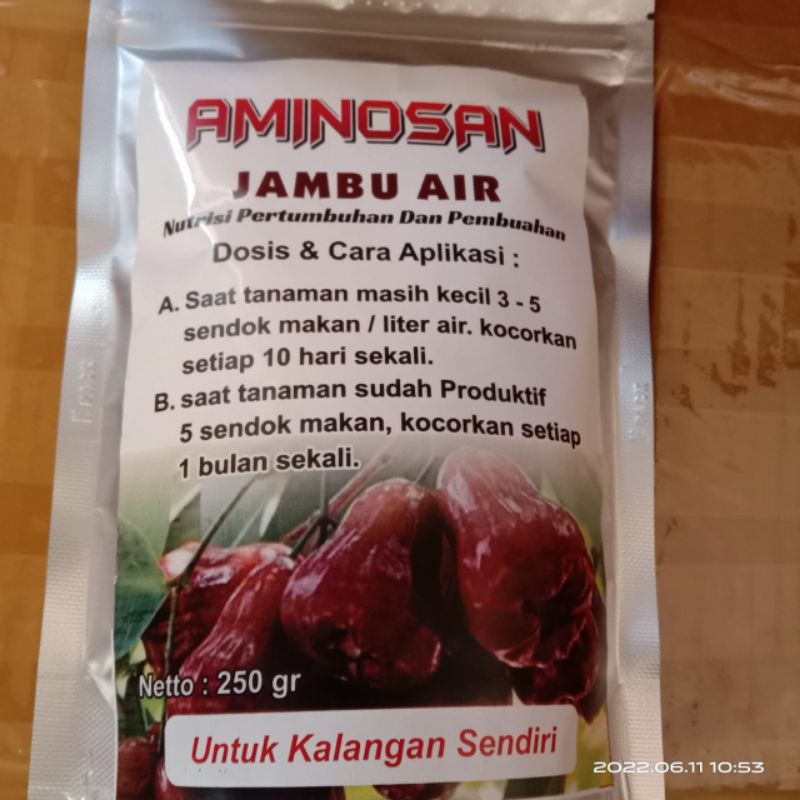 AMINOSAN
JAMBU AIR
Nutrisi Pertumbuhan Dan Pembuahan
Dosis & Cara Aplikasi :
A. Saat tanaman masih kecil 3 - 5
sendok makan / liter air. kocorkan
setiap 10 hari sekali.
B. saat tanaman sudah Produktif
5 sendok makan, kocorkan setiap
1 bulan sekali.
Netto : 250 gr
Untuk Kalangan Sendiri
2022.06.11 10:53